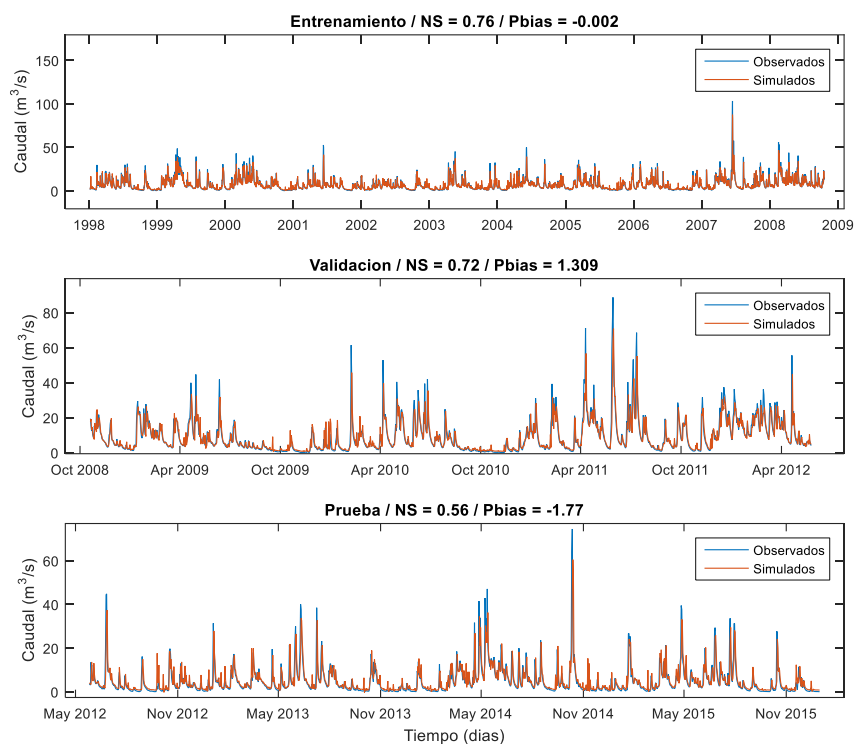 Entrenamiento / NS = 0.76 / Pbias = -0.002
Caudal (m³/s)
150
100
50
0
Observados
Simulados
1998 1999 2000 2001 2002 2003 2004 2005 2006 2007 2008 2009
Validacion / NS = 0.72 / Pbias = 1.309
Caudal (m³/s)
80
60
40
20
0
Observados
Simulados
Oct 2008 Apr 2009 Oct 2009 Apr 2010 Oct 2010 Apr 2011 Oct 2011 Apr 2012
Prueba / NS = 0.56 / Pbias = -1.77
Caudal (m³/s)
60
40
20
0
Observados
Simulados
May 2012 Nov 2012 May 2013 Nov 2013 May 2014 Nov 2014 May 2015 Nov 2015
Tiempo (dias)